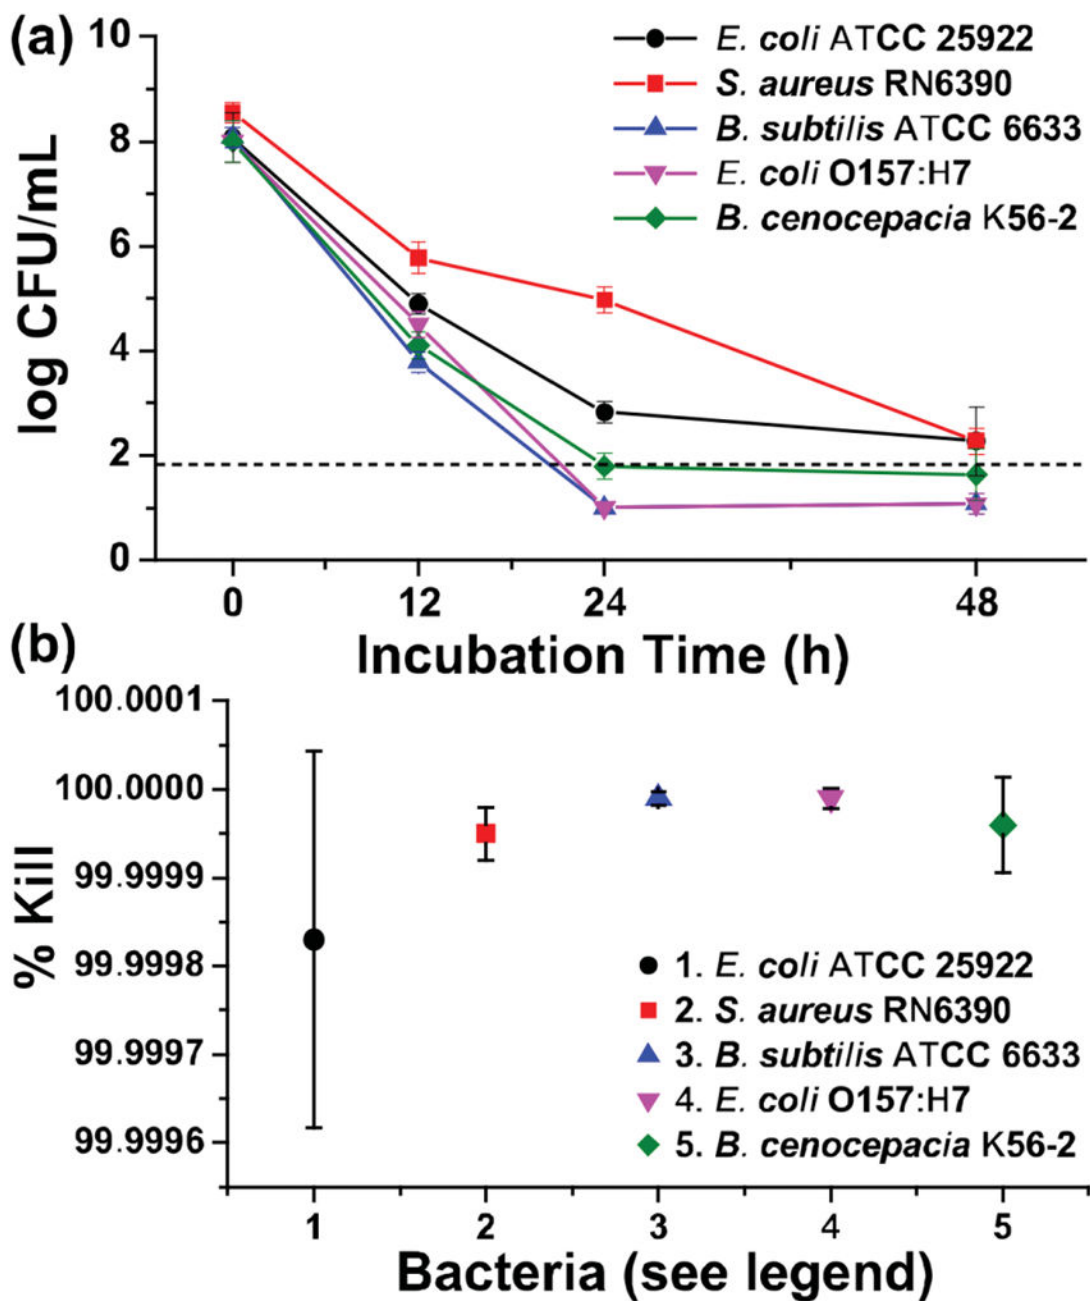 (a)
10
8
6
4
2
0
log CFU/mL
E. coli ATCC 25922
S. aureus RN6390
B. subtilis ATCC 6633
E. coli O157:H7
B. cenocepacia K56-2
0 12 24 48
Incubation Time (h)
(b)
100.0001
100.0000
99.9999
99.9998
99.9997
99.9996
% Kill
1. E. coli ATCC 25922
2. S. aureus RN6390
3. B. subtilis ATCC 6633
4. E. coli O157:H7
5. B. cenocepacia K56-2
1 2 3 4 5
Bacteria (see legend)